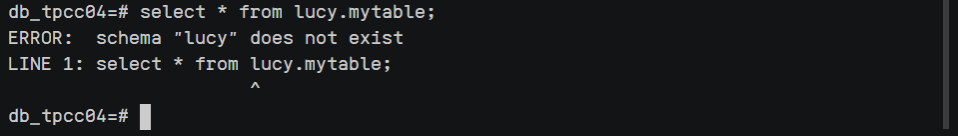 db_tpcc04=# select * from lucy.mytable;
ERROR:  schema "lucy" does not exist
LINE 1: select * from lucy.mytable;
                      ^
db_tpcc04=#